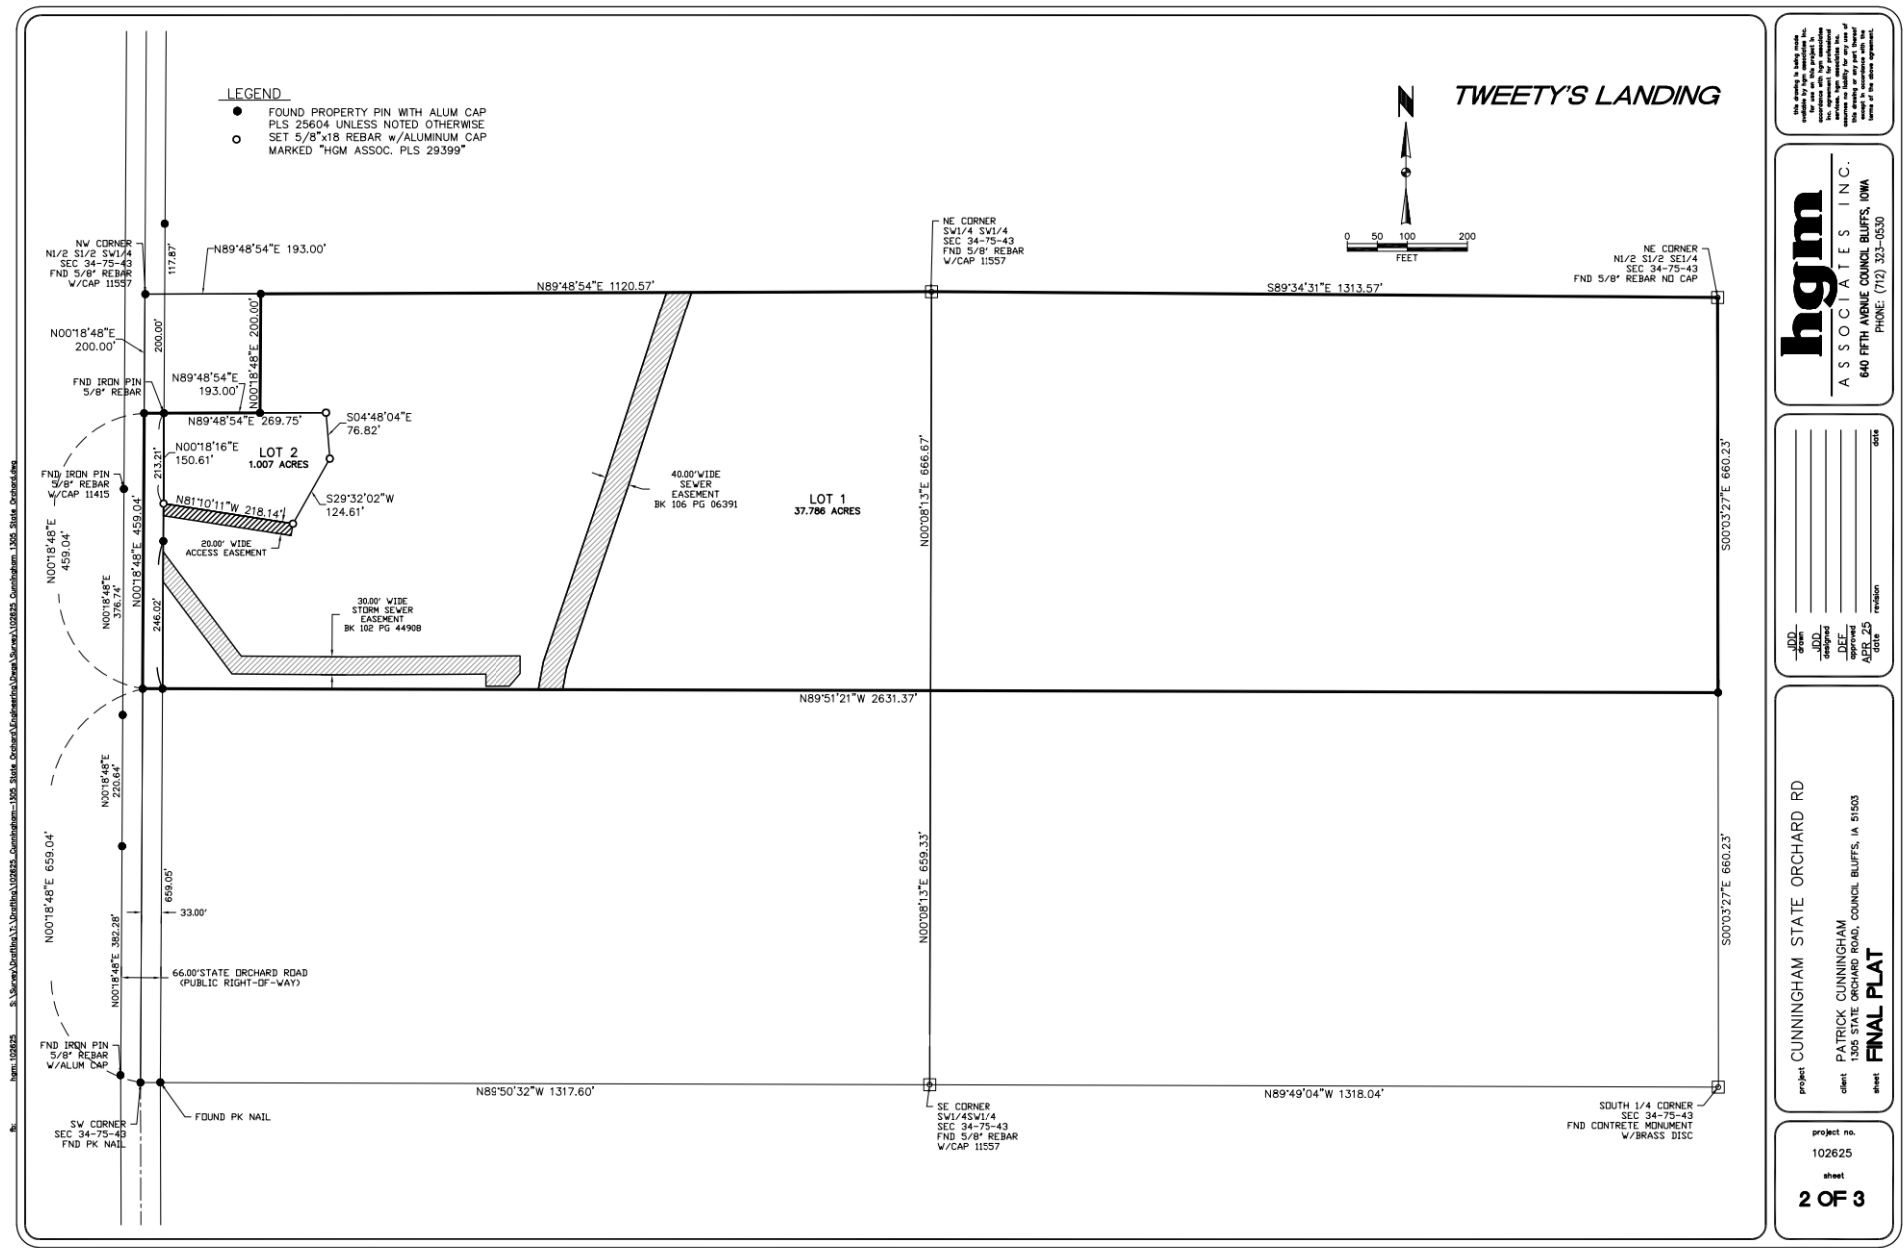 LEGEND
FOUND PROPERTY PIN WITH ALUM CAP
PLS 25604 UNLESS NOTED OTHERWISE
SET 5/8"x18 REBAR w/ALUMINUM CAP
MARKED "HGM ASSOC. PLS 29399"
N
TWEETY'S LANDING
0 50 100 200
FEET
NW CORNER
N1/2 S1/2 SW1/4
SEC 34-75-43
FND 5/8" REBAR
W/CAP 11557
117.87'
N89°48'54"E 193.00'
NE CORNER
SW1/4 SW1/4
SEC 34-75-43
FND 5/8" REBAR
W/CAP 11557
NE CORNER
N1/2 S1/2 SE1/4
SEC 34-75-43
FND 5/8" REBAR NO CAP
N89°48'54"E 1120.57'
S89°34'31"E 1313.57'
N00°18'48"E
200.00'
200.00'
N00°18'48"E 200.00'
FND IRON PIN
5/8" REBAR
N89°48'54"E
193.00'
N89°48'54"E 269.75'
S04°48'04"E
76.82'
N00°18'16"E
150.61'
213.21'
LOT 2
1.007 ACRES
FND IRON PIN
5/8" REBAR
W/CAP 11415
S29°32'02"W
124.61'
N81°10'11"W 218.14'
20.00' WIDE
ACCESS EASEMENT
40.00'WIDE
SEWER
EASEMENT
BK 106 PG 06391
LOT 1
37.786 ACRES
N00°08'13"E 666.67'
S00°03'27"E 660.23'
N00°18'48"E
459.04'
N00°18'48"E 459.04'
N00°18'48"E
376.74'
246.02'
30.00' WIDE
STORM SEWER
EASEMENT
BK 102 PG 44908
N89°51'21"W 2631.37'
N00°18'48"E
220.64'
N00°18'48"E 659.04'
659.05'
33.00'
N00°18'48"E 382.28'
66.00'STATE ORCHARD ROAD
(PUBLIC RIGHT-OF-WAY)
N00°08'13"E 659.33'
S00°03'27"E 660.23'
FND IRON PIN
5/8" REBAR
W/ALUM CAP
N89°50'32"W 1317.60'
N89°49'04"W 1318.04'
FOUND PK NAIL
SW CORNER
SEC 34-75-43
FND PK NAIL
SE CORNER
SW1/4SW1/4
SEC 34-75-43
FND 5/8" REBAR
W/CAP 11557
SOUTH 1/4 CORNER
SEC 34-75-43
FND CONTRETE MONUMENT
W/BRASS DISC
hgm: 102625
hgm
ASSOCIATES INC.
640 FIFTH AVENUE COUNCIL BLUFFS, IOWA
PHONE: (712) 323-0530
JDD
drawn
JDD
designed
DEF
approved
APR 25
date
revision
date
project CUNNINGHAM STATE ORCHARD RD
client PATRICK CUNNINGHAM
1305 STATE ORCHARD ROAD, COUNCIL BLUFFS, IA 51503
sheet FINAL PLAT
project no.
102625
sheet
2 OF 3